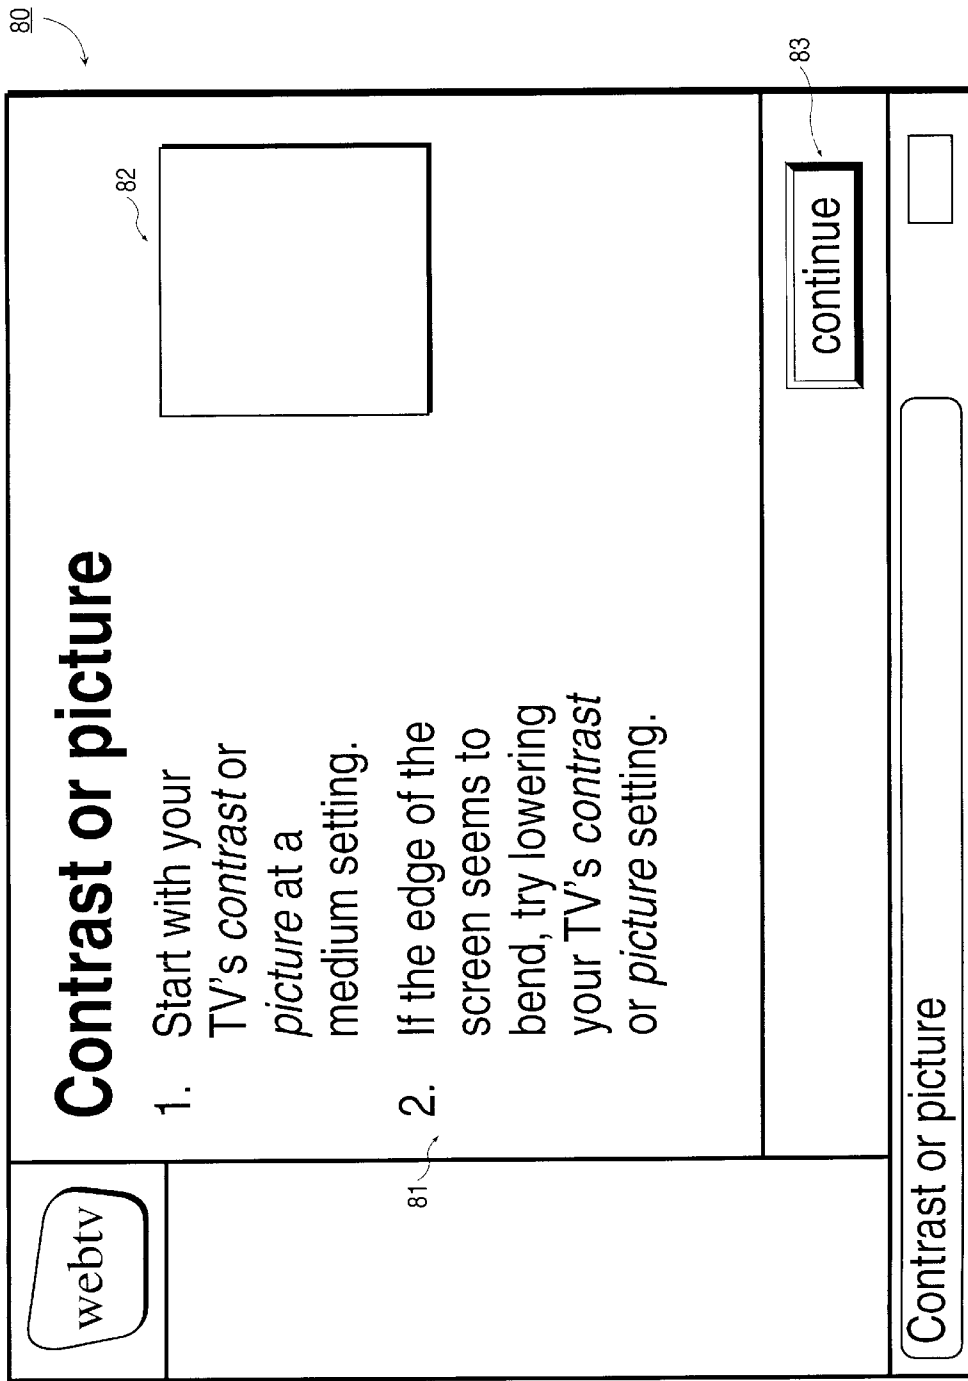 80
webtv
Contrast or picture
82
1. Start with your
TV's contrast or
picture at a
medium setting.
81
2. If the edge of the
screen seems to
bend, try lowering
your TV's contrast
or picture setting.
continue
83
Contrast or picture